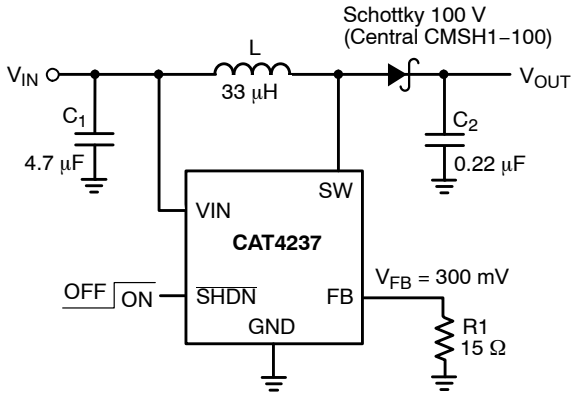 Schottky 100 V
(Central CMSH1−100)
L
VIN
VOUT
33 μH
C1
C2
4.7 μF
0.22 μF
SW
VIN
CAT4237
VFB = 300 mV
OFF ON
SHDN
FB
R1
15 Ω
GND